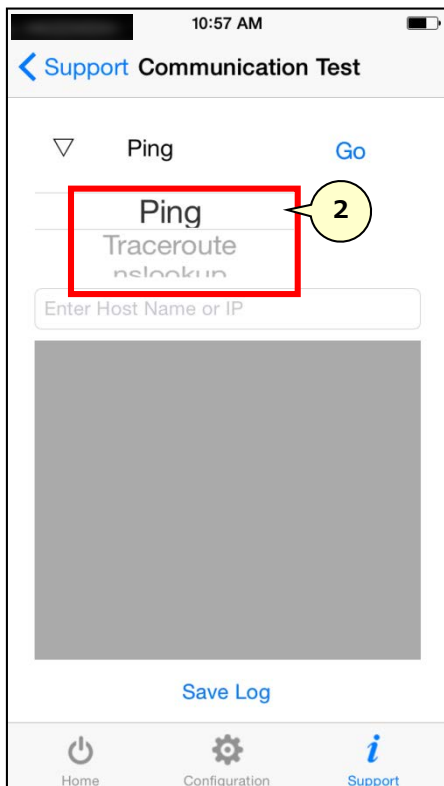 10:57 AM
Support Communication Test
▽ Ping Go
Ping
2
Traceroute
nslookup
Enter Host Name or IP
Save Log
Home Configuration Support